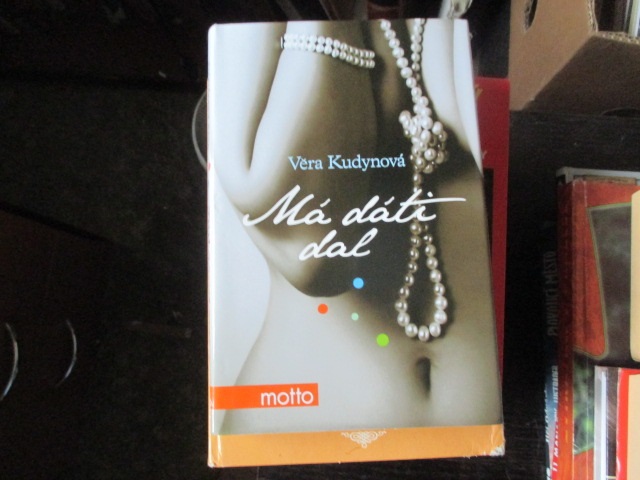 Věra Kudynová
Má dáti
dal
motto